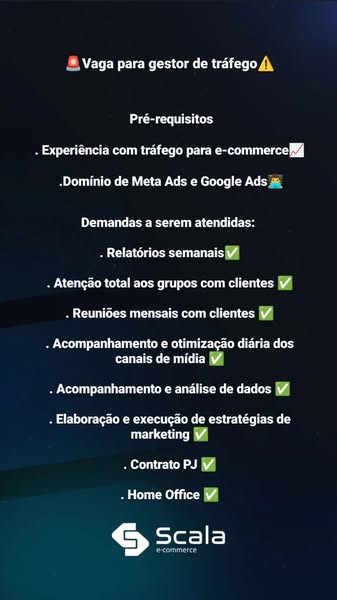 🚨Vaga para gestor de tráfego⚠️
Pré-requisitos
. Experiência com tráfego para e-commerce📈
.Domínio de Meta Ads e Google Ads👨‍💻
Demandas a serem atendidas:
. Relatórios semanais✅
. Atenção total aos grupos com clientes ✅
. Reuniões mensais com clientes ✅
. Acompanhamento e otimização diária dos
canais de mídia ✅
. Acompanhamento e análise de dados ✅
. Elaboração e execução de estratégias de
marketing ✅
. Contrato PJ ✅
. Home Office ✅
Scala
e-commerce